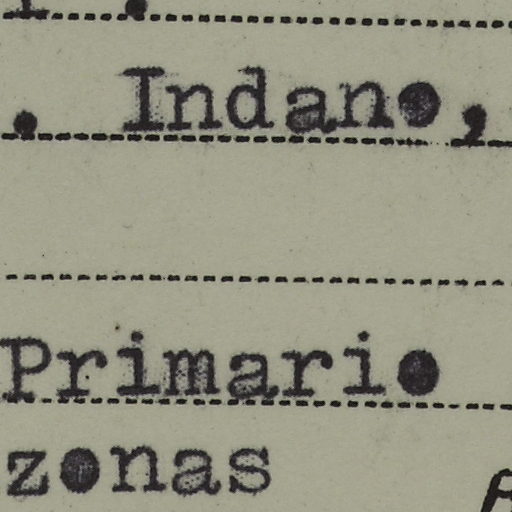 . Indano,
Primario
zonas